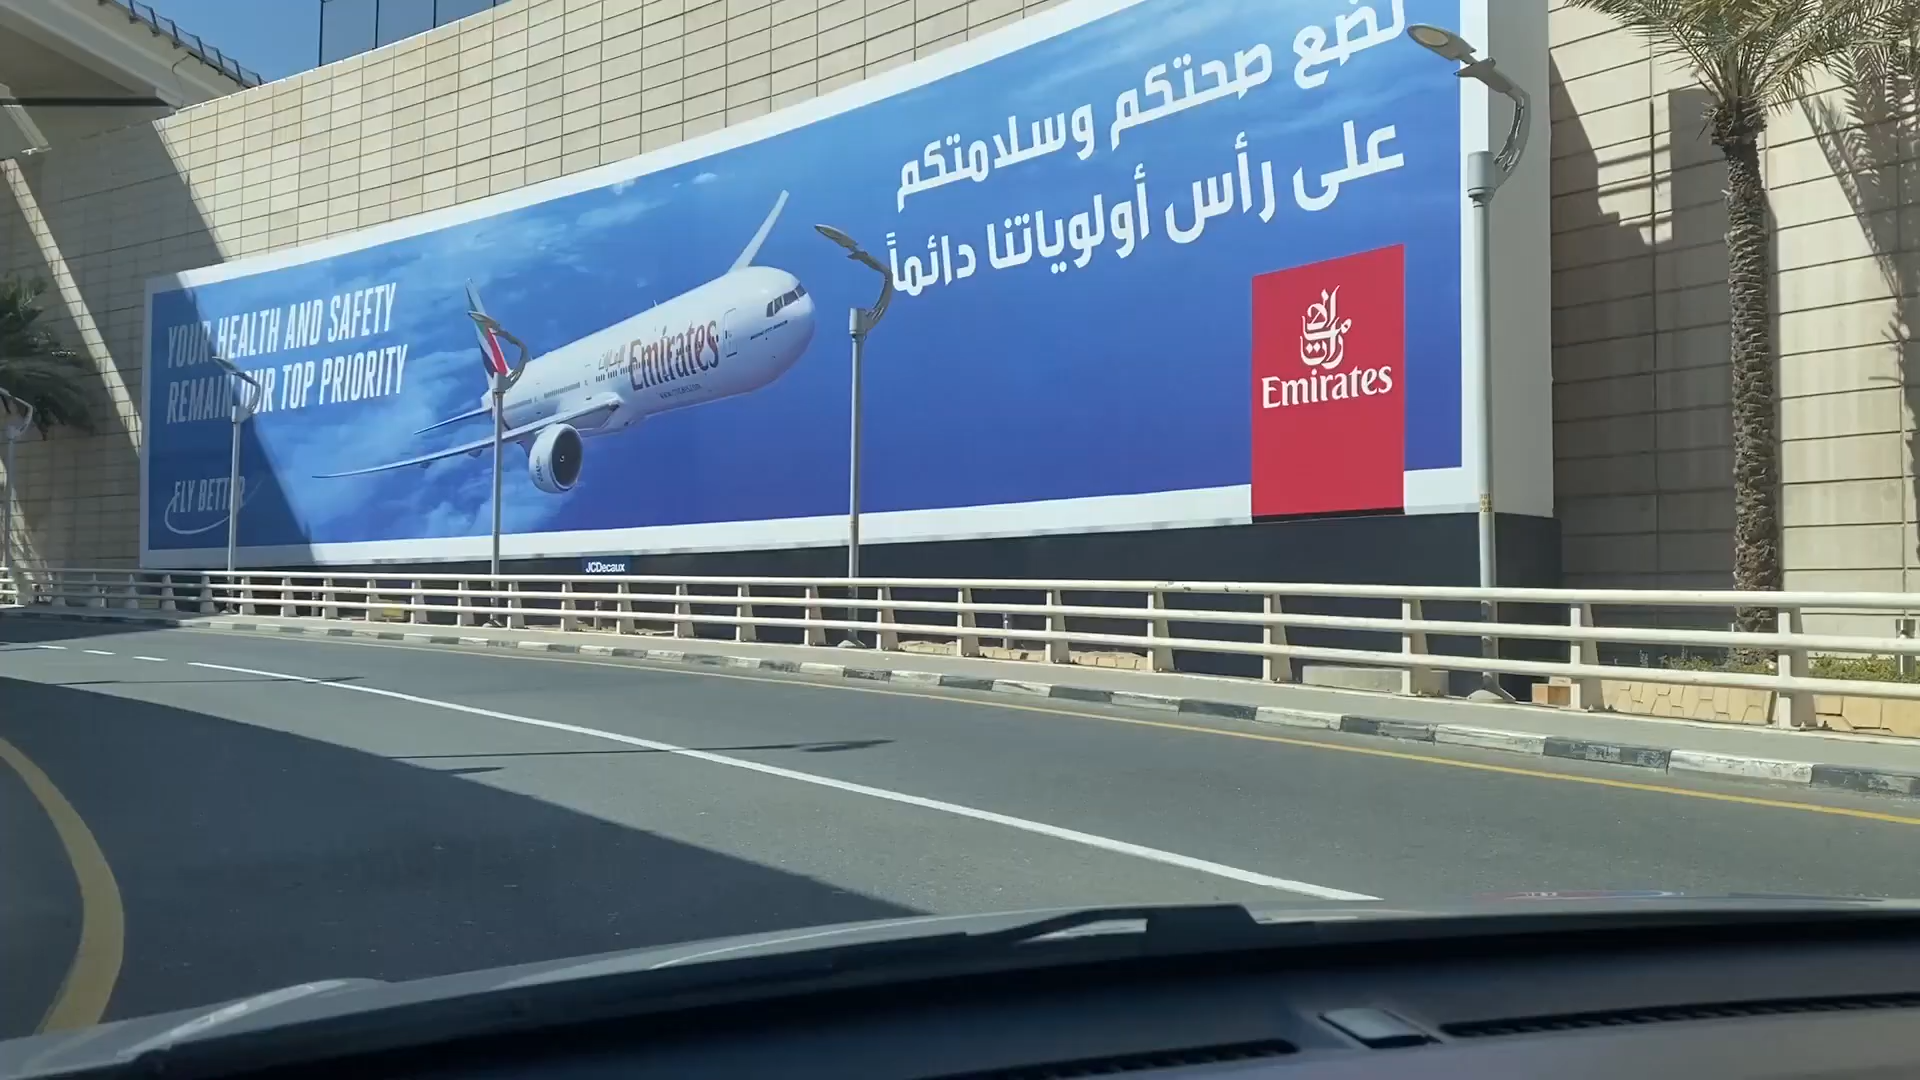 نضع صحتكم وسلامتكم
على رأس أولوياتنا دائماً
YOUR HEALTH AND SAFETY
REMAIN OUR TOP PRIORITY
FLY BETTER
Emirates
Emirates
JCDecaux